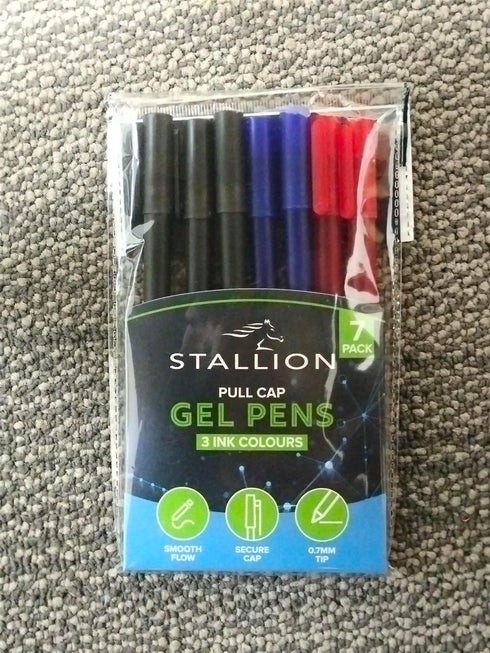 7
PACK
STALLION
PULL CAP
GEL PENS
3 INK COLOURS
SMOOTH
FLOW
SECURE
CAP
0.7MM
TIP